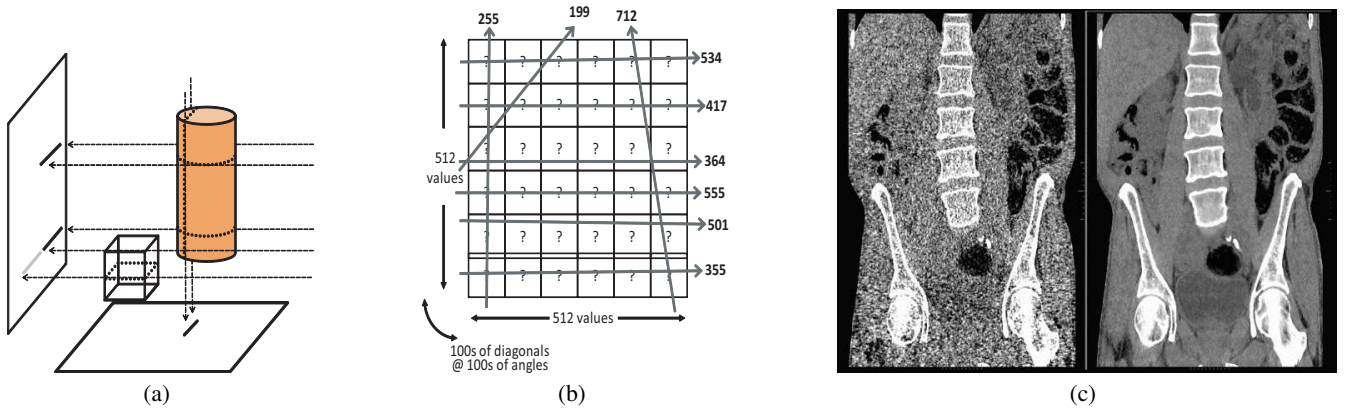 255
199
712
? ? ? ? ? ?
534
? ? ? ? ? ?
417
? ? ? ? ? ?
512
values
364
? ? ? ? ? ?
555
501
? ? ? ? ? ?
? ? ? ? ? ?
355
512 values
100s of diagonals
@ 100s of angles
(a)
(b)
(c)